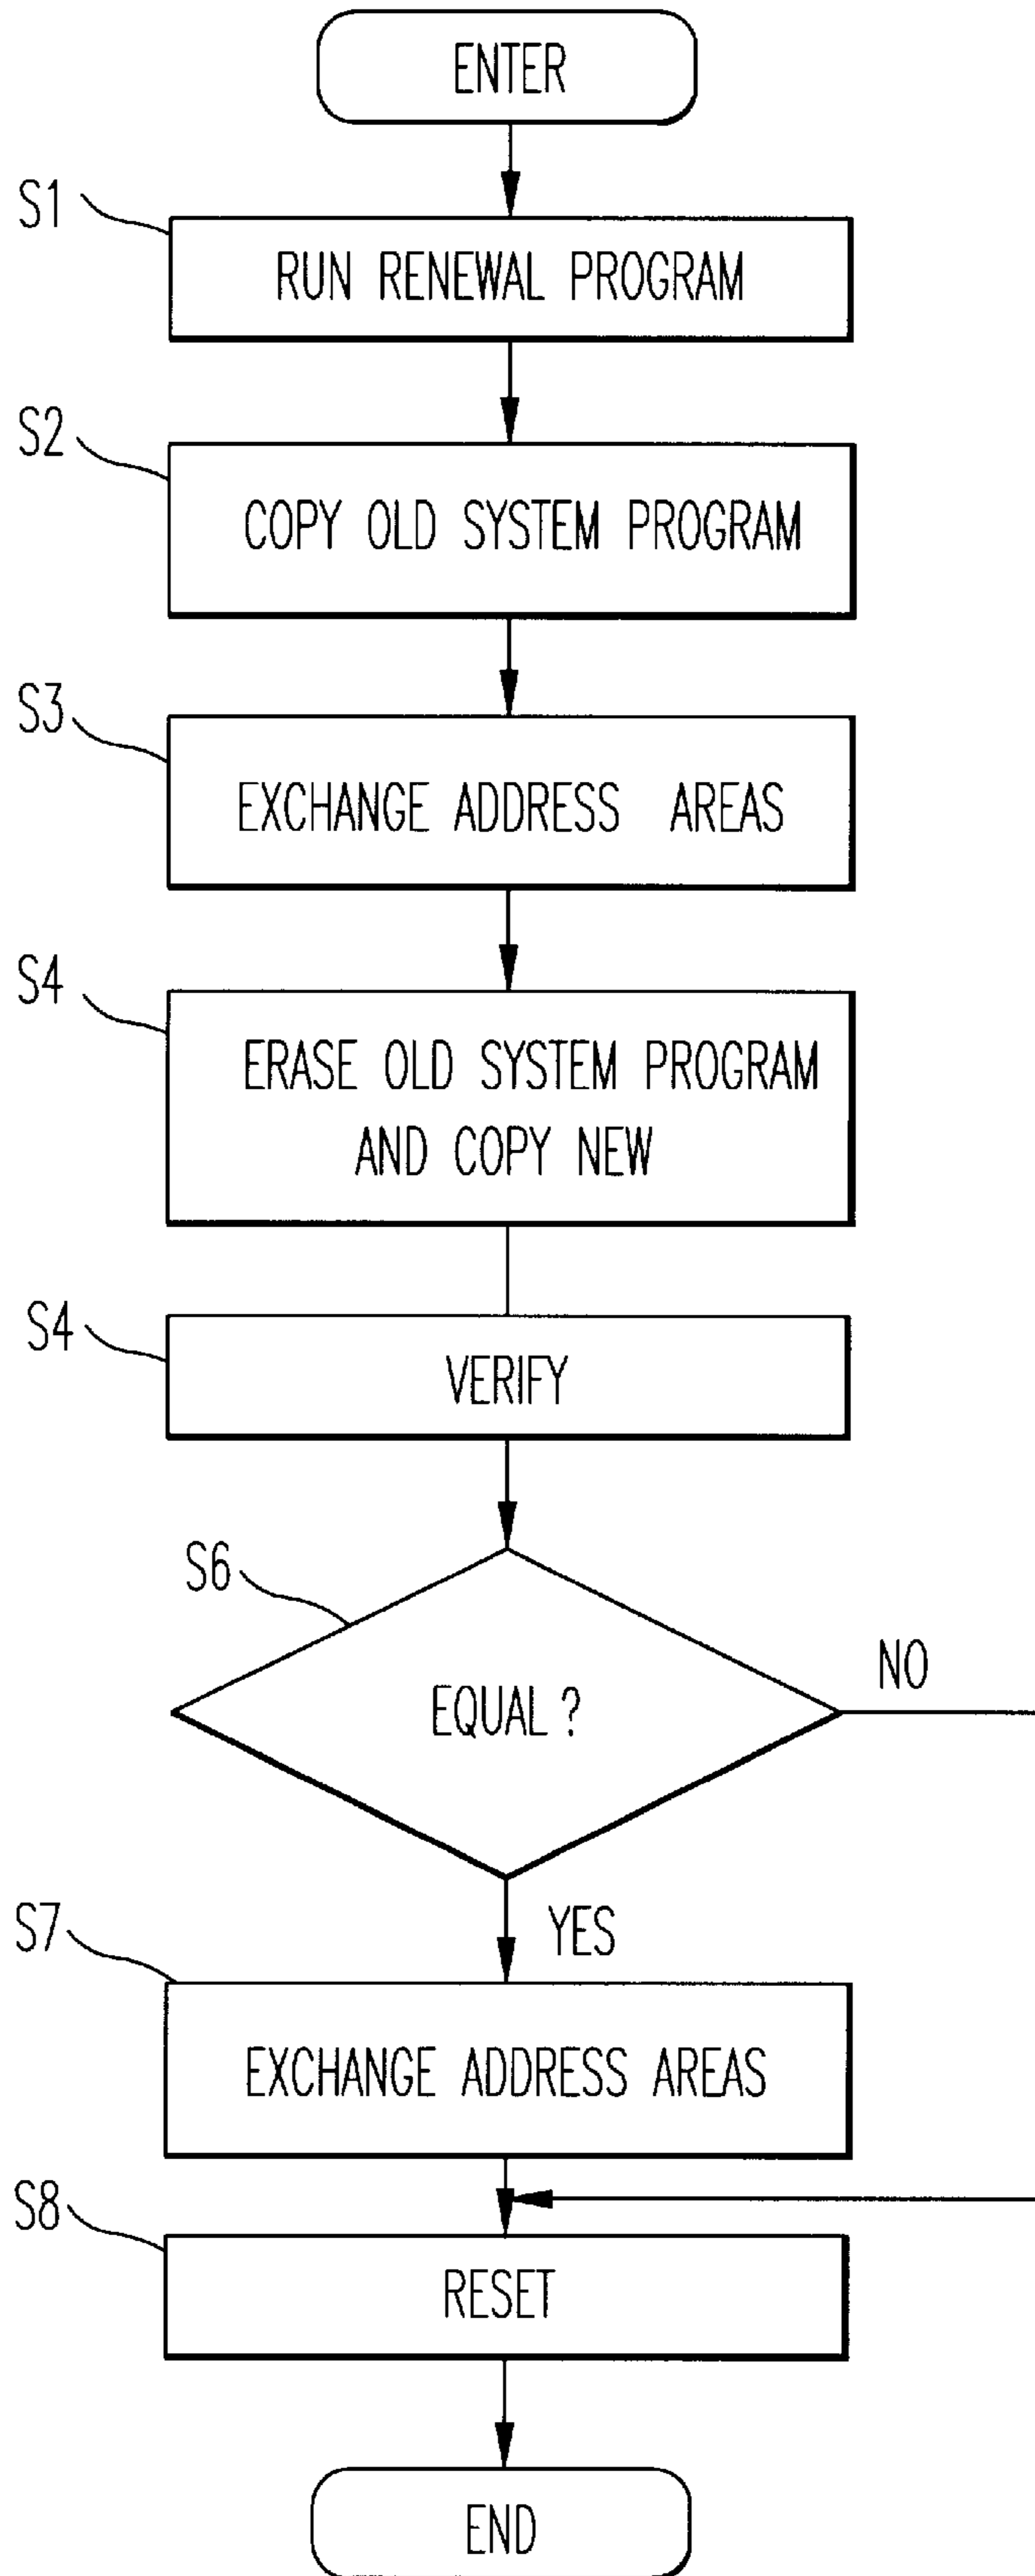 ENTER
S1
RUN RENEWAL PROGRAM
S2
COPY OLD SYSTEM PROGRAM
S3
EXCHANGE ADDRESS AREAS
S4
ERASE OLD SYSTEM PROGRAM
AND COPY NEW
S4
VERIFY
S6
EQUAL ?
NO
YES
S7
EXCHANGE ADDRESS AREAS
S8
RESET
END